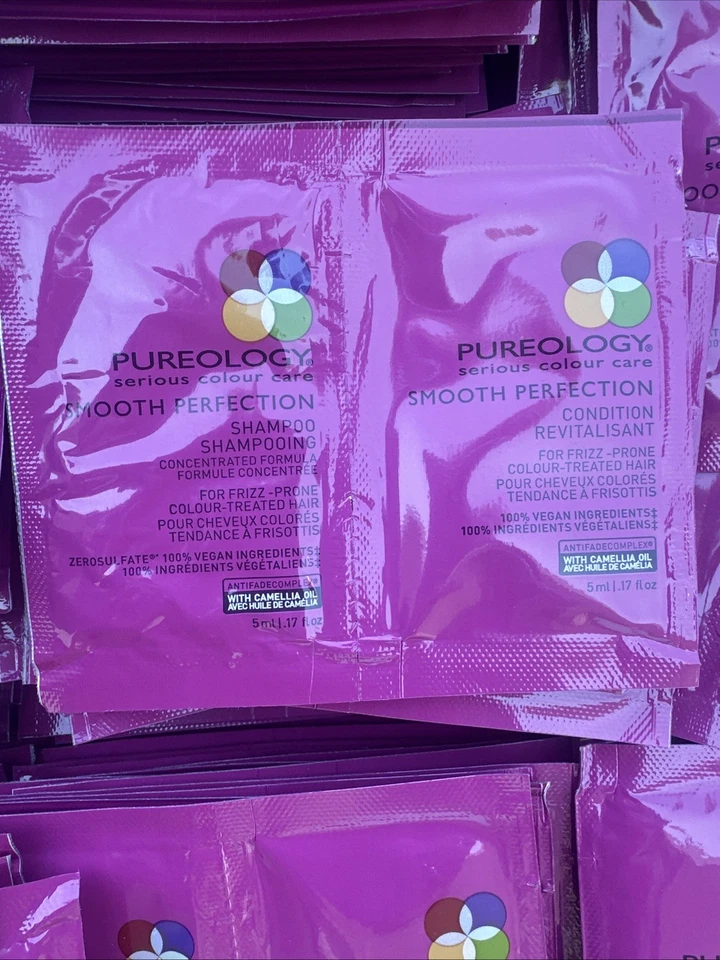 PUREOLOGY®
serious colour care
SMOOTH PERFECTION
SHAMPOO
SHAMPOOING
CONCENTRATED FORMULA
FORMULE CONCENTRÉE
FOR FRIZZ -PRONE
COLOUR-TREATED HAIR
POUR CHEVEUX COLORÉS
TENDANCE À FRISOTTIS
ZEROSULFATE®* 100% VEGAN INGREDIENTS‡
100% INGRÉDIENTS VÉGÉTALIENS‡
ANTIFADECOMPLEX®
WITH CAMELLIA OIL
AVEC HUILE DE CAMÉLIA
5 ml | .17 fl oz
PUREOLOGY®
serious colour care
SMOOTH PERFECTION
CONDITION
REVITALISANT
FOR FRIZZ -PRONE
COLOUR-TREATED HAIR
POUR CHEVEUX COLORÉS
TENDANCE À FRISOTTIS
100% VEGAN INGREDIENTS‡
100% INGRÉDIENTS VÉGÉTALIENS‡
ANTIFADECOMPLEX®
WITH CAMELLIA OIL
AVEC HUILE DE CAMÉLIA
5 ml | .17 fl oz